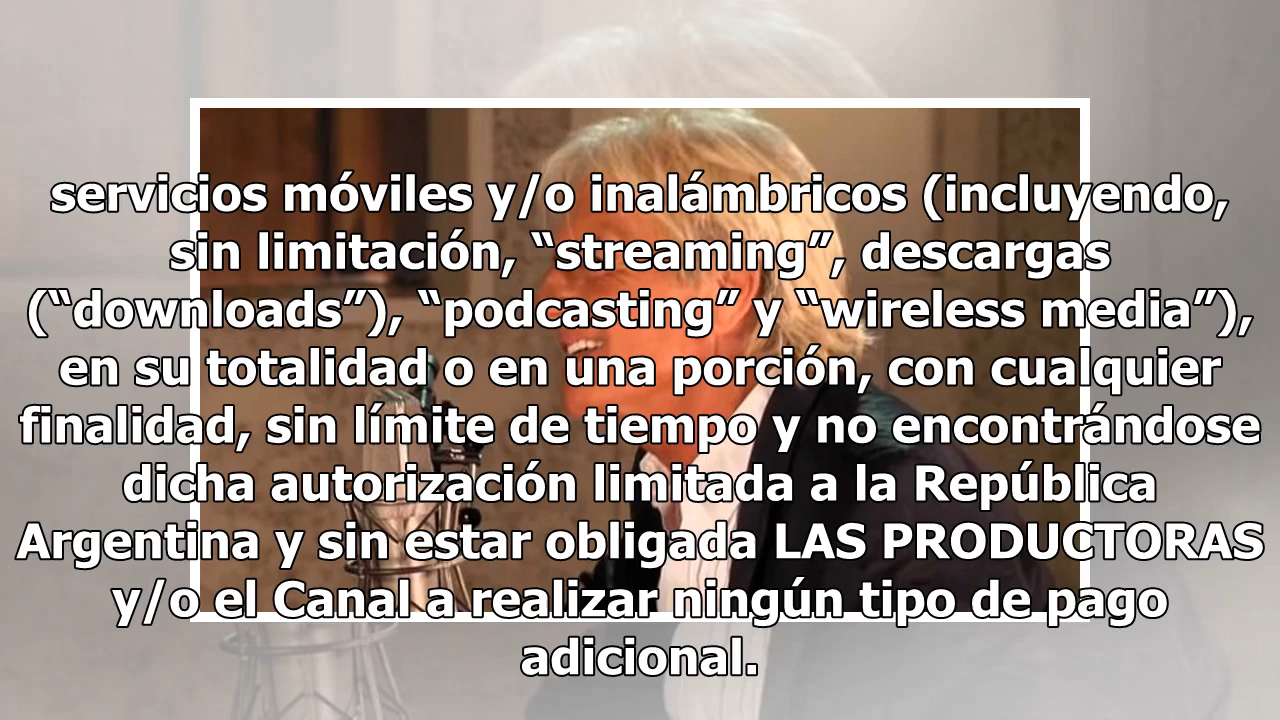 servicios móviles y/o inalámbricos (incluyendo,
sin limitación, “streaming”, descargas
(“downloads”), “podcasting” y “wireless media”),
en su totalidad o en una porción, con cualquier
finalidad, sin límite de tiempo y no encontrándose
dicha autorización limitada a la República
Argentina y sin estar obligada LAS PRODUCTORAS
y/o el Canal a realizar ningún tipo de pago
adicional.